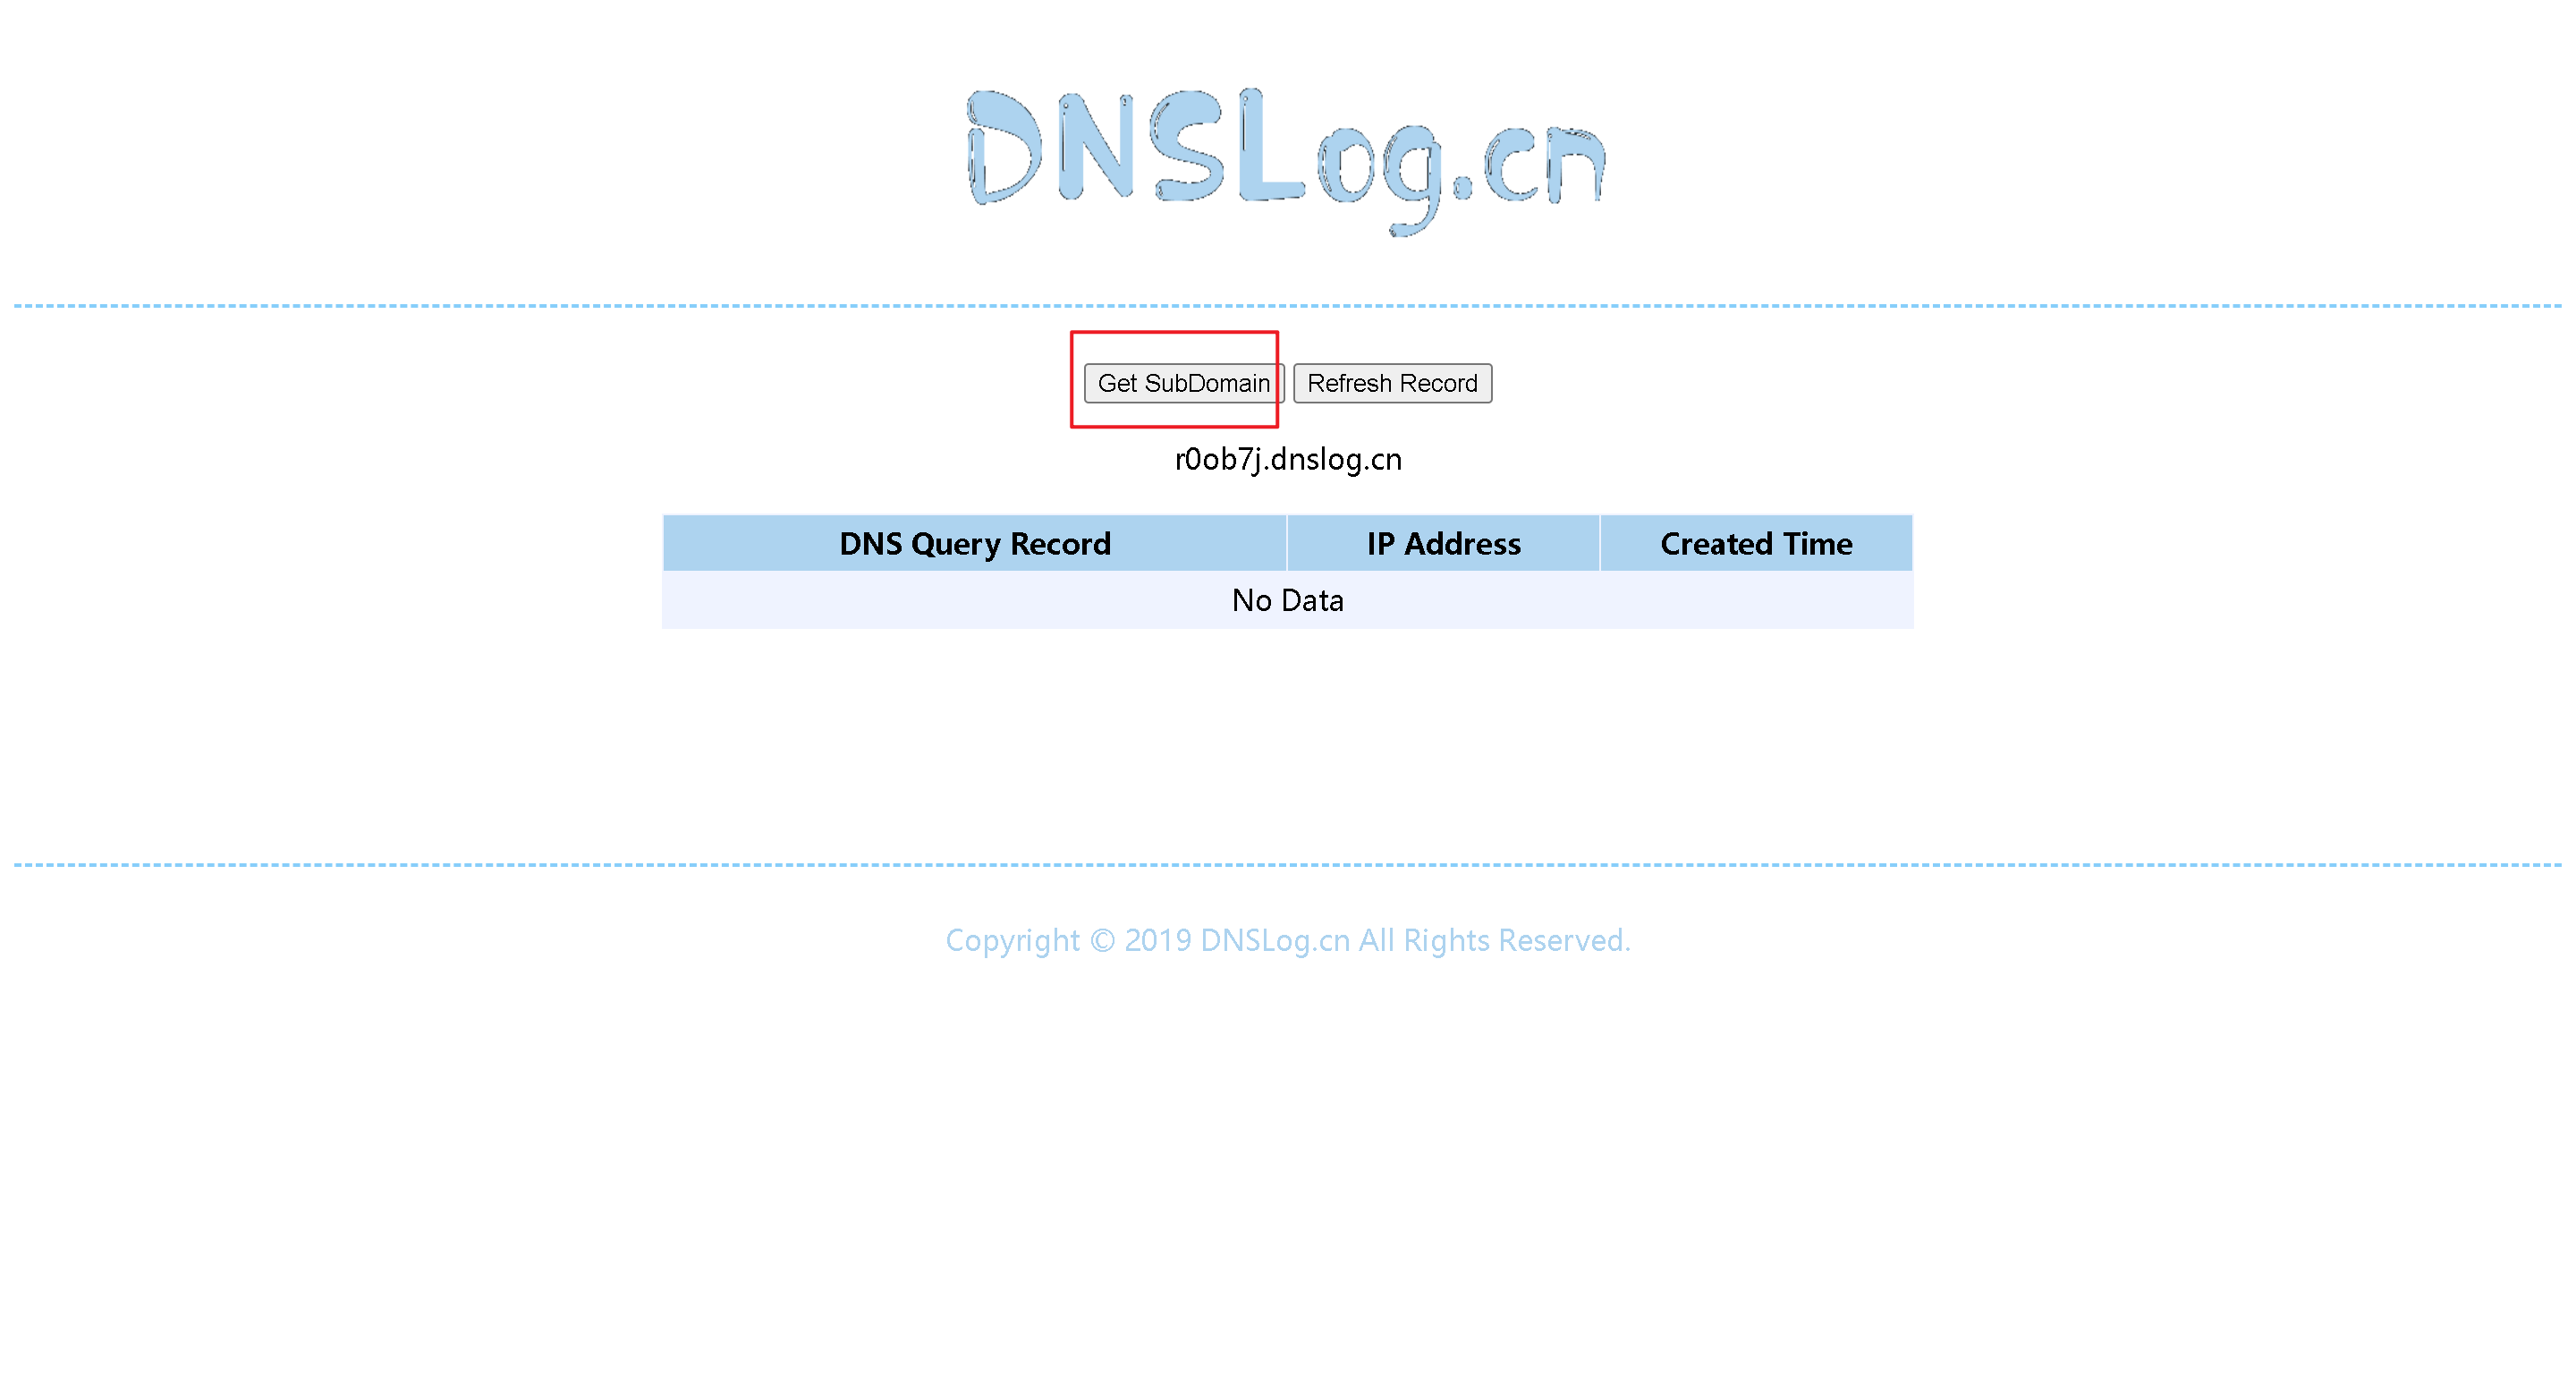 DNSLog.cn
Get SubDomain Refresh Record
r0ob7j.dnslog.cn
DNS Query Record IP Address Created Time
No Data
Copyright © 2019 DNSLog.cn All Rights Reserved.